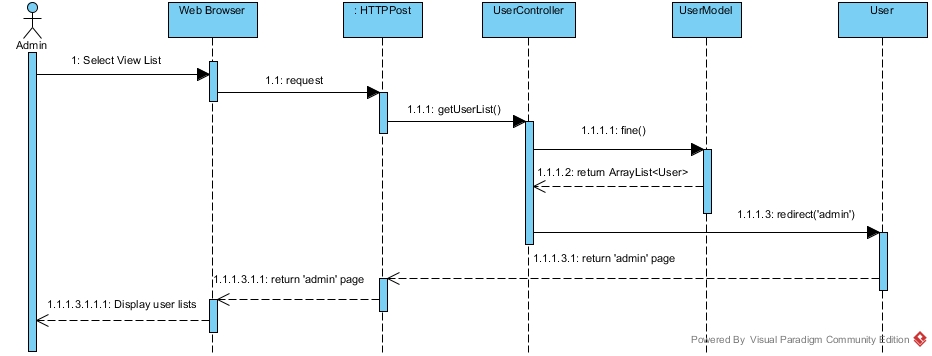 Web Browser
: HTTPPost
UserController
UserModel
User
Admin
1: Select View List
1.1: request
1.1.1: getUserList()
1.1.1.1: fine()
1.1.1.2: return ArrayList<User>
1.1.1.3: redirect('admin')
1.1.1.3.1: return 'admin' page
1.1.1.3.1.1: return 'admin' page
1.1.1.3.1.1.1: Display user lists
Powered By Visual Paradigm Community Edition